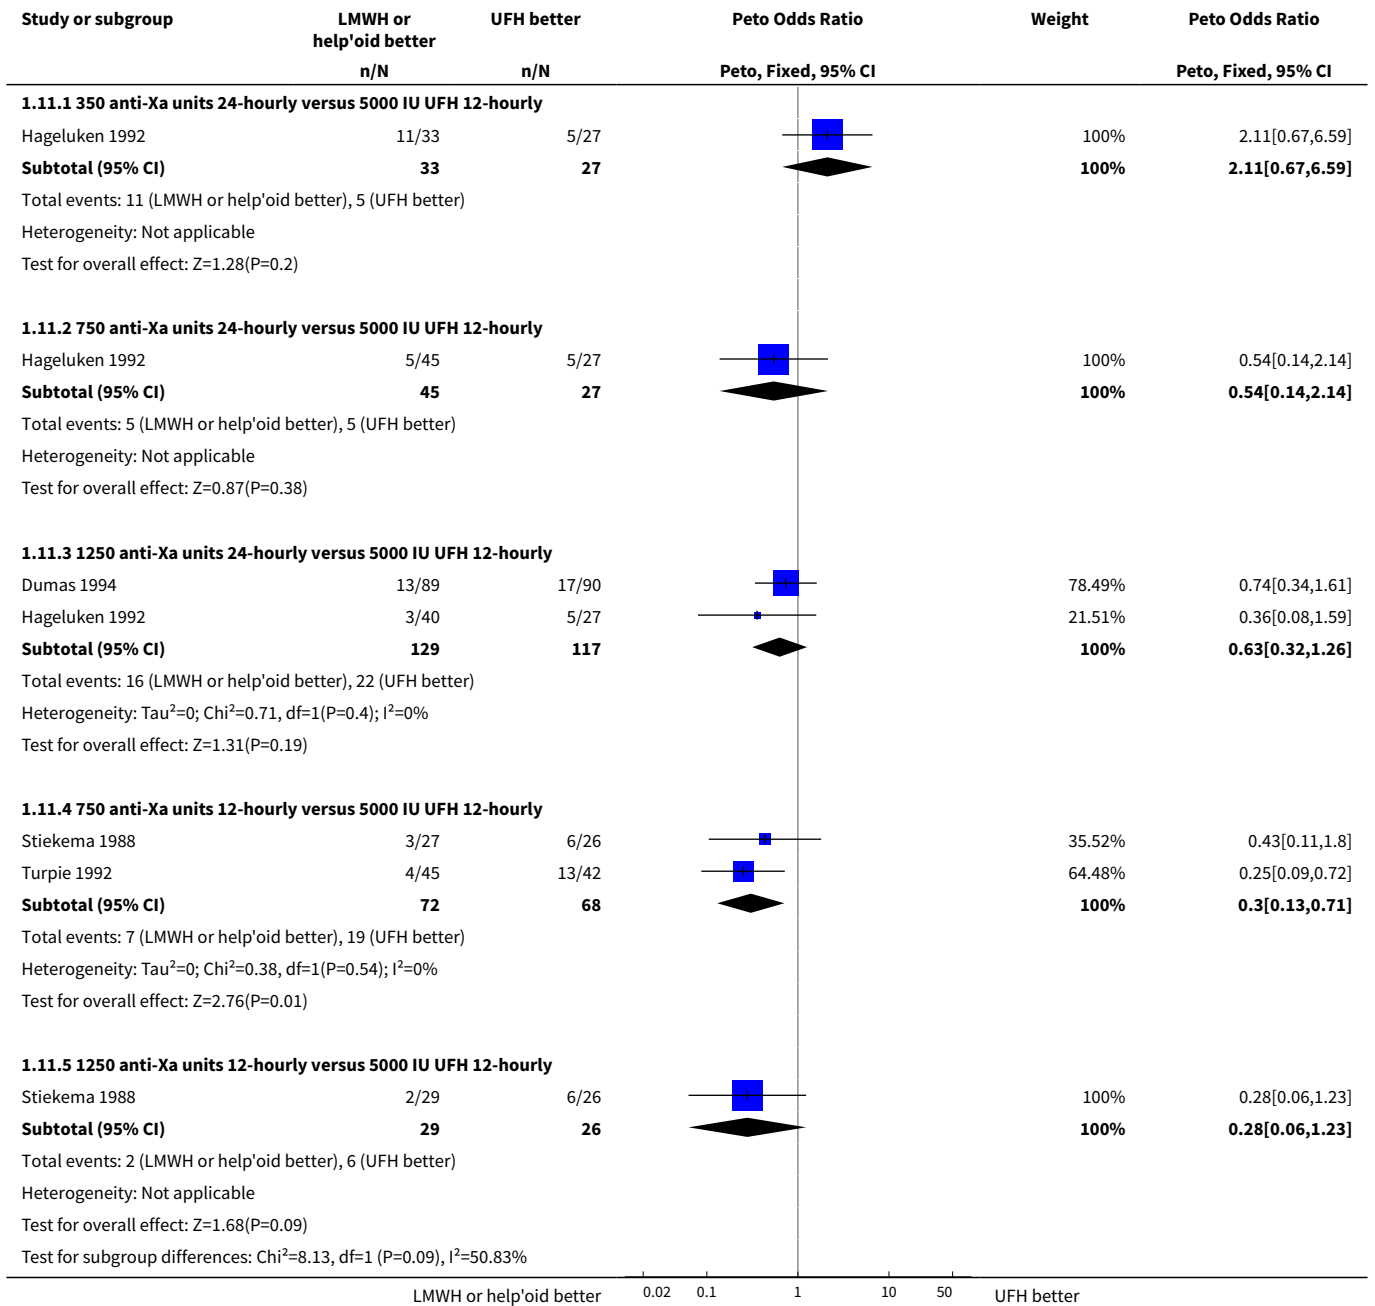 Study or subgroup LMWH or help'oid better UFH better Peto Odds Ratio Weight Peto Odds Ratio
n/N n/N Peto, Fixed, 95% CI Peto, Fixed, 95% CI
1.11.1 350 anti-Xa units 24-hourly versus 5000 IU UFH 12-hourly
Hageluken 1992 11/33 5/27 100% 2.11[0.67,6.59]
Subtotal (95% CI) 33 27 100% 2.11[0.67,6.59]
Total events: 11 (LMWH or help'oid better), 5 (UFH better)
Heterogeneity: Not applicable
Test for overall effect: Z=1.28(P=0.2)
1.11.2 750 anti-Xa units 24-hourly versus 5000 IU UFH 12-hourly
Hageluken 1992 5/45 5/27 100% 0.54[0.14,2.14]
Subtotal (95% CI) 45 27 100% 0.54[0.14,2.14]
Total events: 5 (LMWH or help'oid better), 5 (UFH better)
Heterogeneity: Not applicable
Test for overall effect: Z=0.87(P=0.38)
1.11.3 1250 anti-Xa units 24-hourly versus 5000 IU UFH 12-hourly
Dumas 1994 13/89 17/90 78.49% 0.74[0.34,1.61]
Hageluken 1992 3/40 5/27 21.51% 0.36[0.08,1.59]
Subtotal (95% CI) 129 117 100% 0.63[0.32,1.26]
Total events: 16 (LMWH or help'oid better), 22 (UFH better)
Heterogeneity: Tau²=0; Chi²=0.71, df=1(P=0.4); I²=0%
Test for overall effect: Z=1.31(P=0.19)
1.11.4 750 anti-Xa units 12-hourly versus 5000 IU UFH 12-hourly
Stiekema 1988 3/27 6/26 35.52% 0.43[0.11,1.8]
Turpie 1992 4/45 13/42 64.48% 0.25[0.09,0.72]
Subtotal (95% CI) 72 68 100% 0.3[0.13,0.71]
Total events: 7 (LMWH or help'oid better), 19 (UFH better)
Heterogeneity: Tau²=0; Chi²=0.38, df=1(P=0.54); I²=0%
Test for overall effect: Z=2.76(P=0.01)
1.11.5 1250 anti-Xa units 12-hourly versus 5000 IU UFH 12-hourly
Stiekema 1988 2/29 6/26 100% 0.28[0.06,1.23]
Subtotal (95% CI) 29 26 100% 0.28[0.06,1.23]
Total events: 2 (LMWH or help'oid better), 6 (UFH better)
Heterogeneity: Not applicable
Test for overall effect: Z=1.68(P=0.09)
Test for subgroup differences: Chi²=8.13, df=1 (P=0.09), I²=50.83%
LMWH or help'oid better 0.02 0.1 1 10 50 UFH better